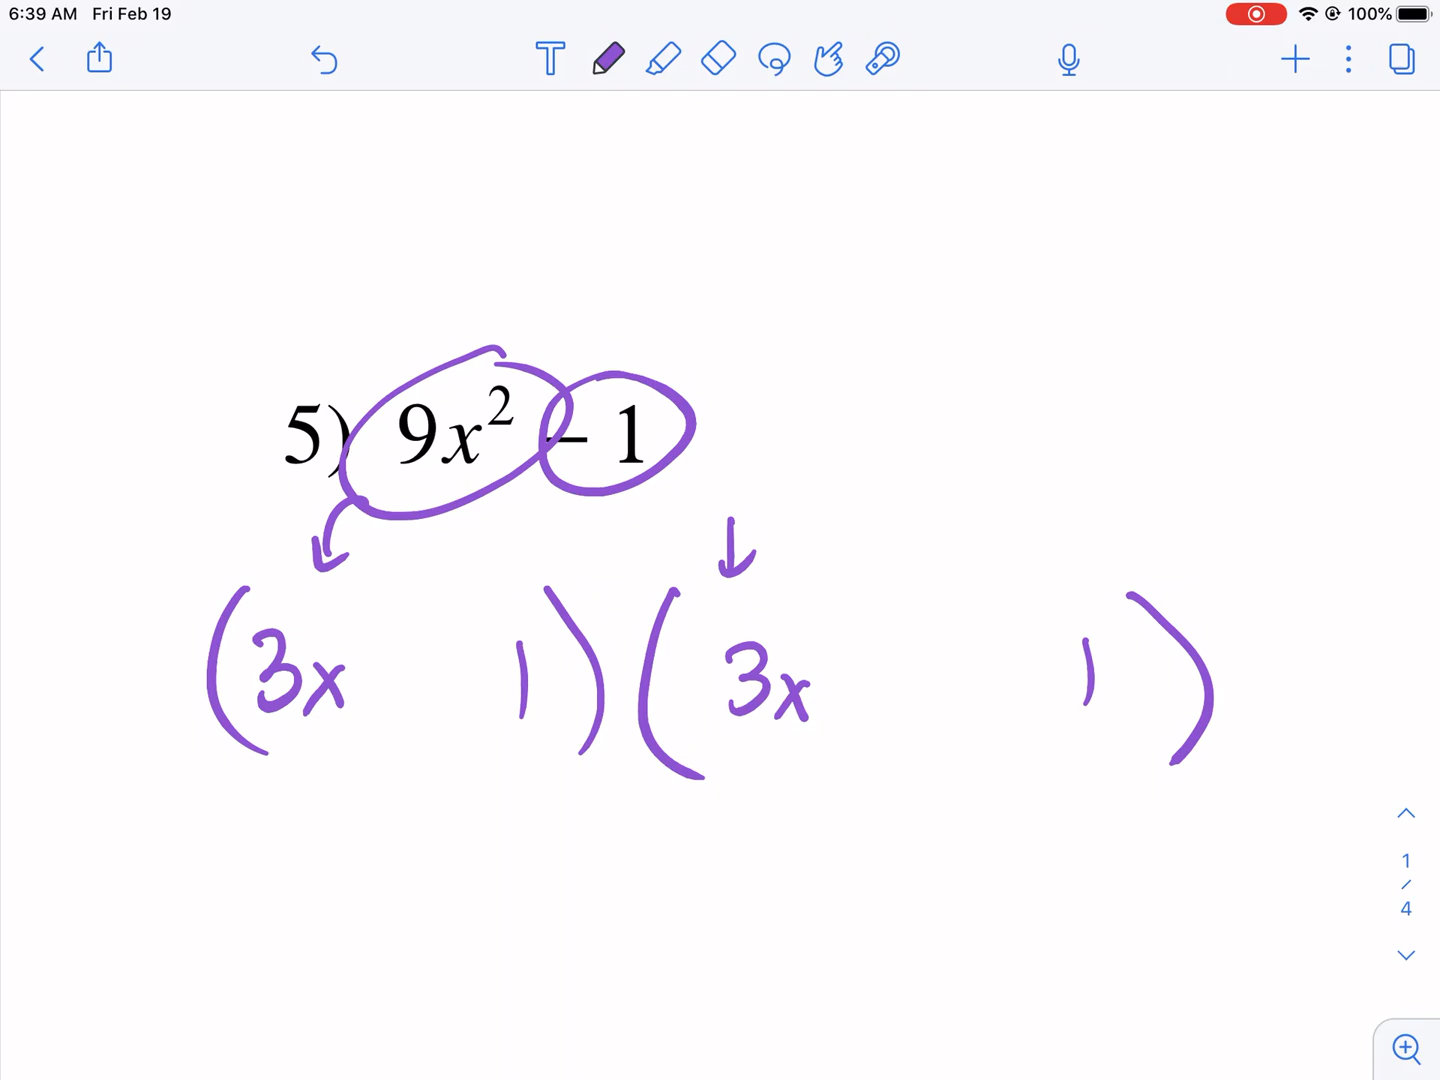 6:39 AM Fri Feb 19 100%
T
5) 9x² – 1
(3x 1) (3x 1)
1
/
4